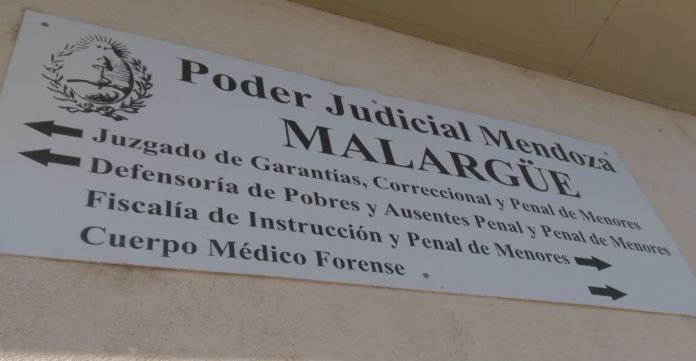 Poder Judicial Mendoza
MALARGÜE
Juzgado de Garantías, Correccional y Penal de Menores
Defensoría de Pobres y Ausentes Penal y Penal de Menores
Fiscalía de Instrucción y Penal de Menores
Cuerpo Médico Forense